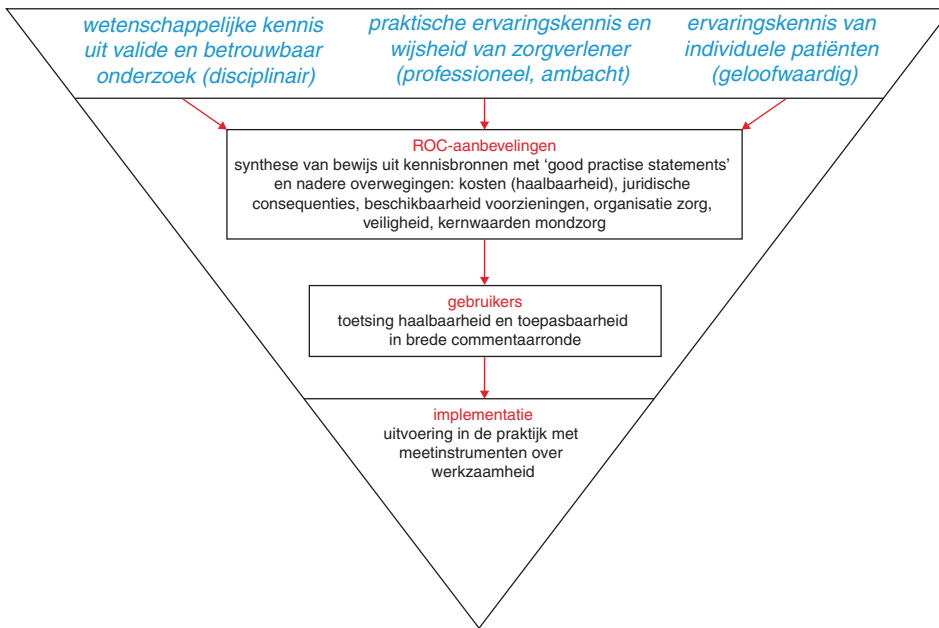 wetenschappelijke kennis
uit valide en betrouwbaar
onderzoek (disciplinair)
praktische ervaringskennis en
wijsheid van zorgverlener
(professioneel, ambacht)
ervaringskennis van
individuele patiënten
(geloofwaardig)
ROC-aanbevelingen
synthese van bewijs uit kennisbronnen met ‘good practise statements’
en nadere overwegingen: kosten (haalbaarheid), juridische
consequenties, beschikbaarheid voorzieningen, organisatie zorg,
veiligheid, kernwaarden mondzorg
gebruikers
toetsing haalbaarheid en toepasbaarheid
in brede commentaarronde
implementatie
uitvoering in de praktijk met
meetinstrumenten over
werkzaamheid